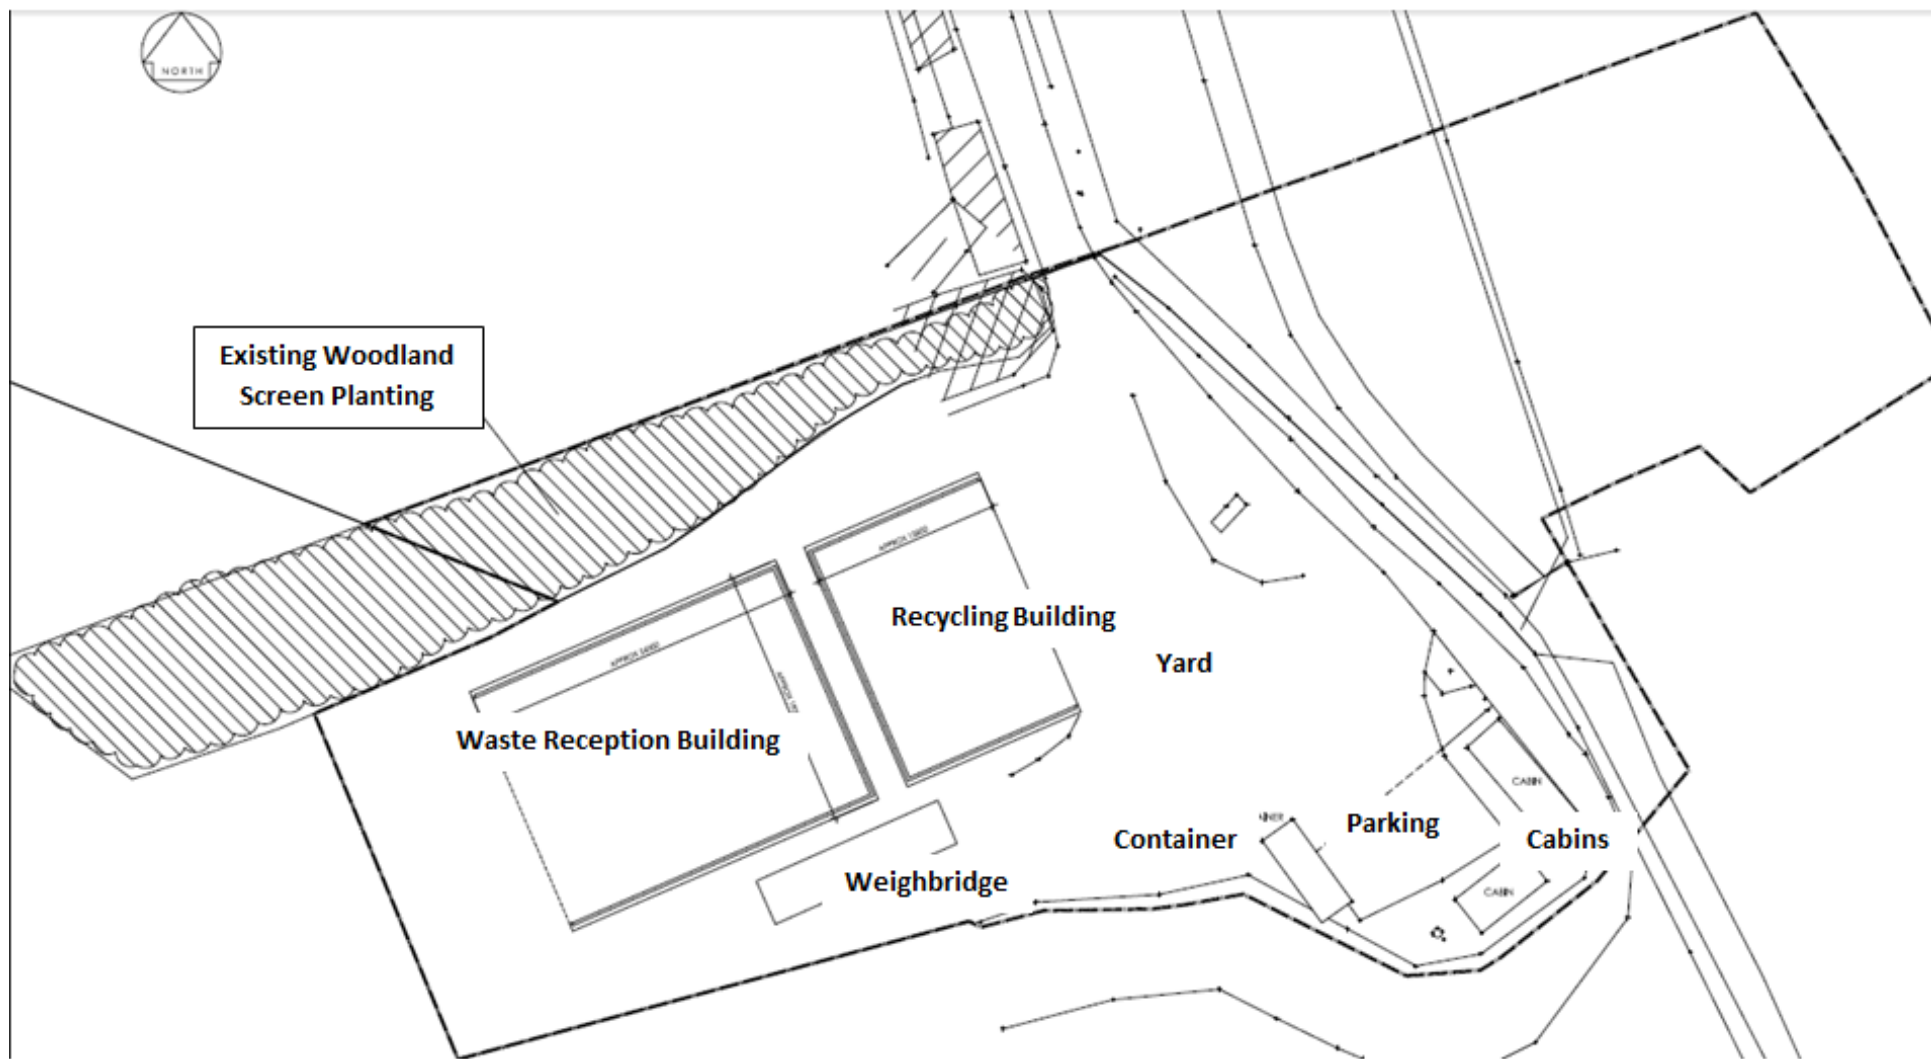 NORTH
Existing Woodland
Screen Planting
Recycling Building
Yard
Waste Reception Building
CABIN
Parking
Container
Cabins
Weighbridge
CABIN